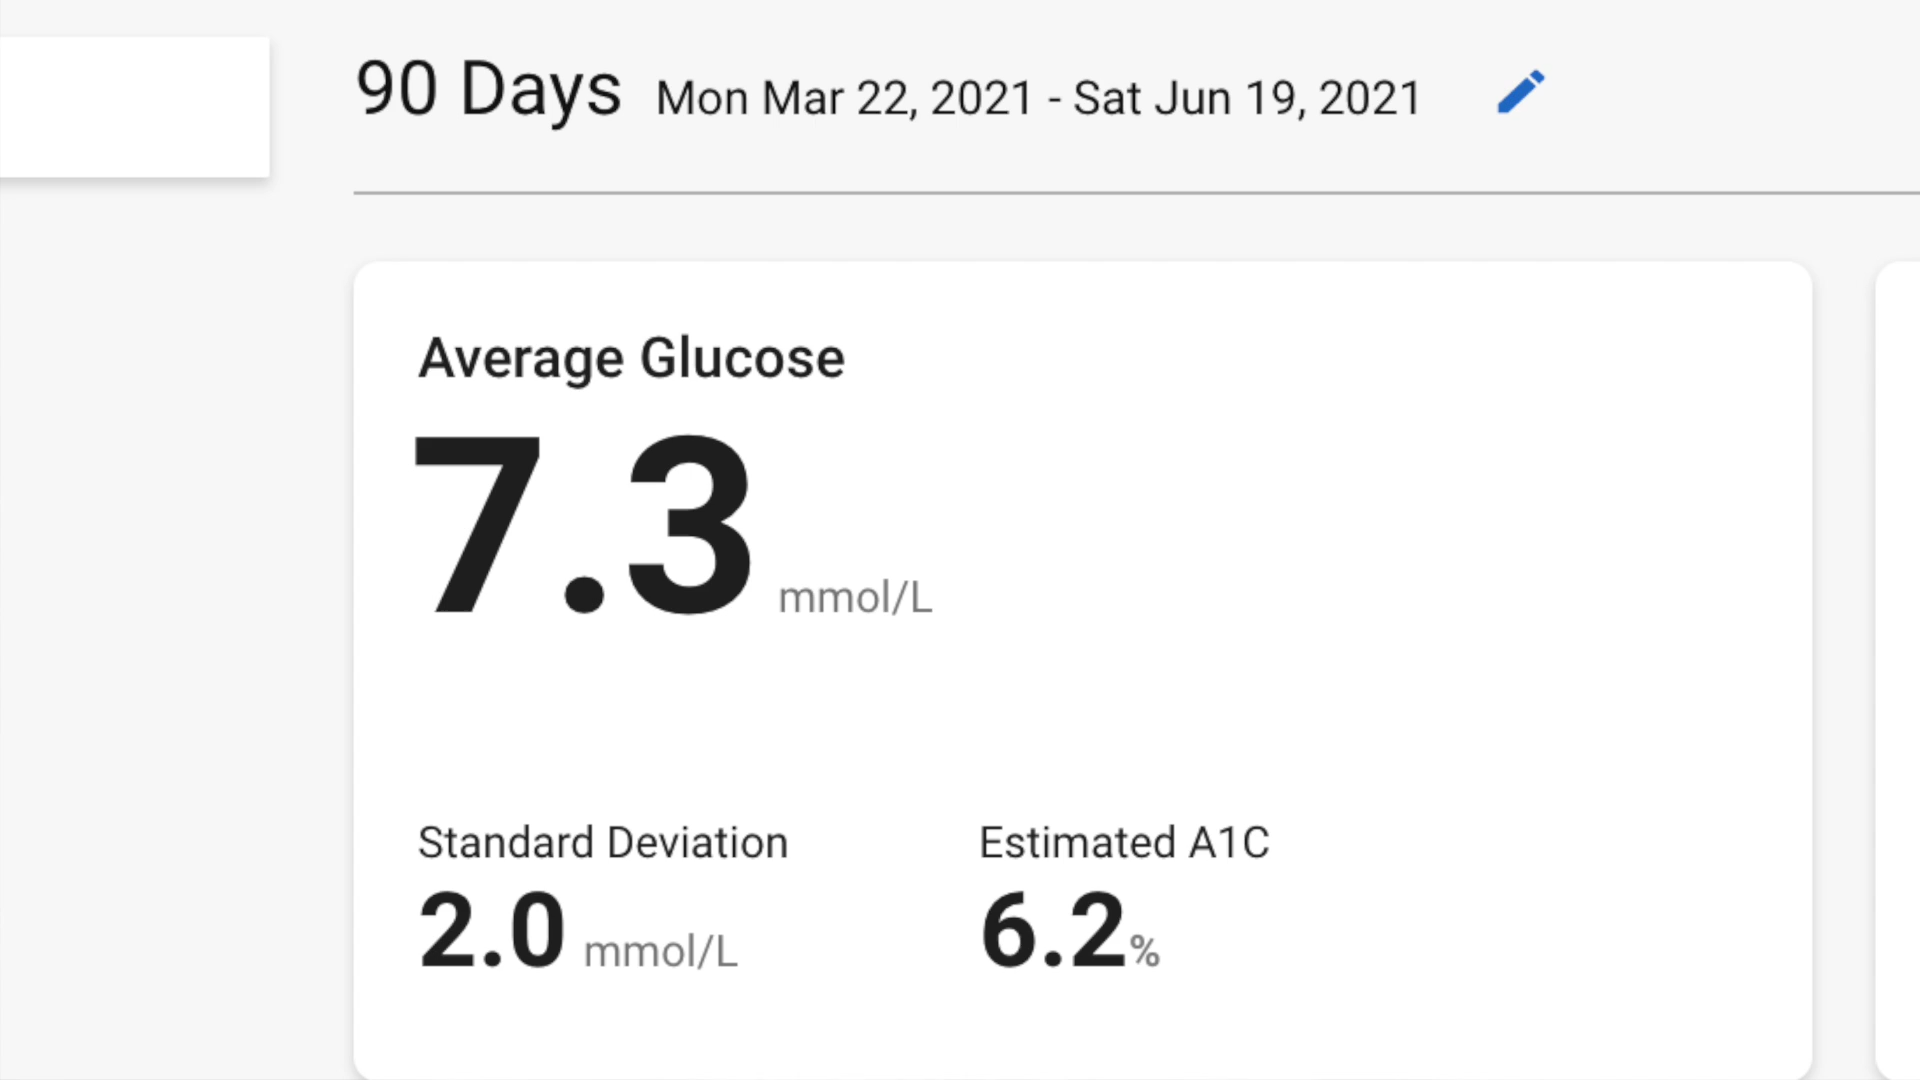 90 Days Mon Mar 22, 2021 - Sat Jun 19, 2021
Average Glucose
7.3 mmol/L
Standard Deviation Estimated A1C
2.0 mmol/L 6.2%